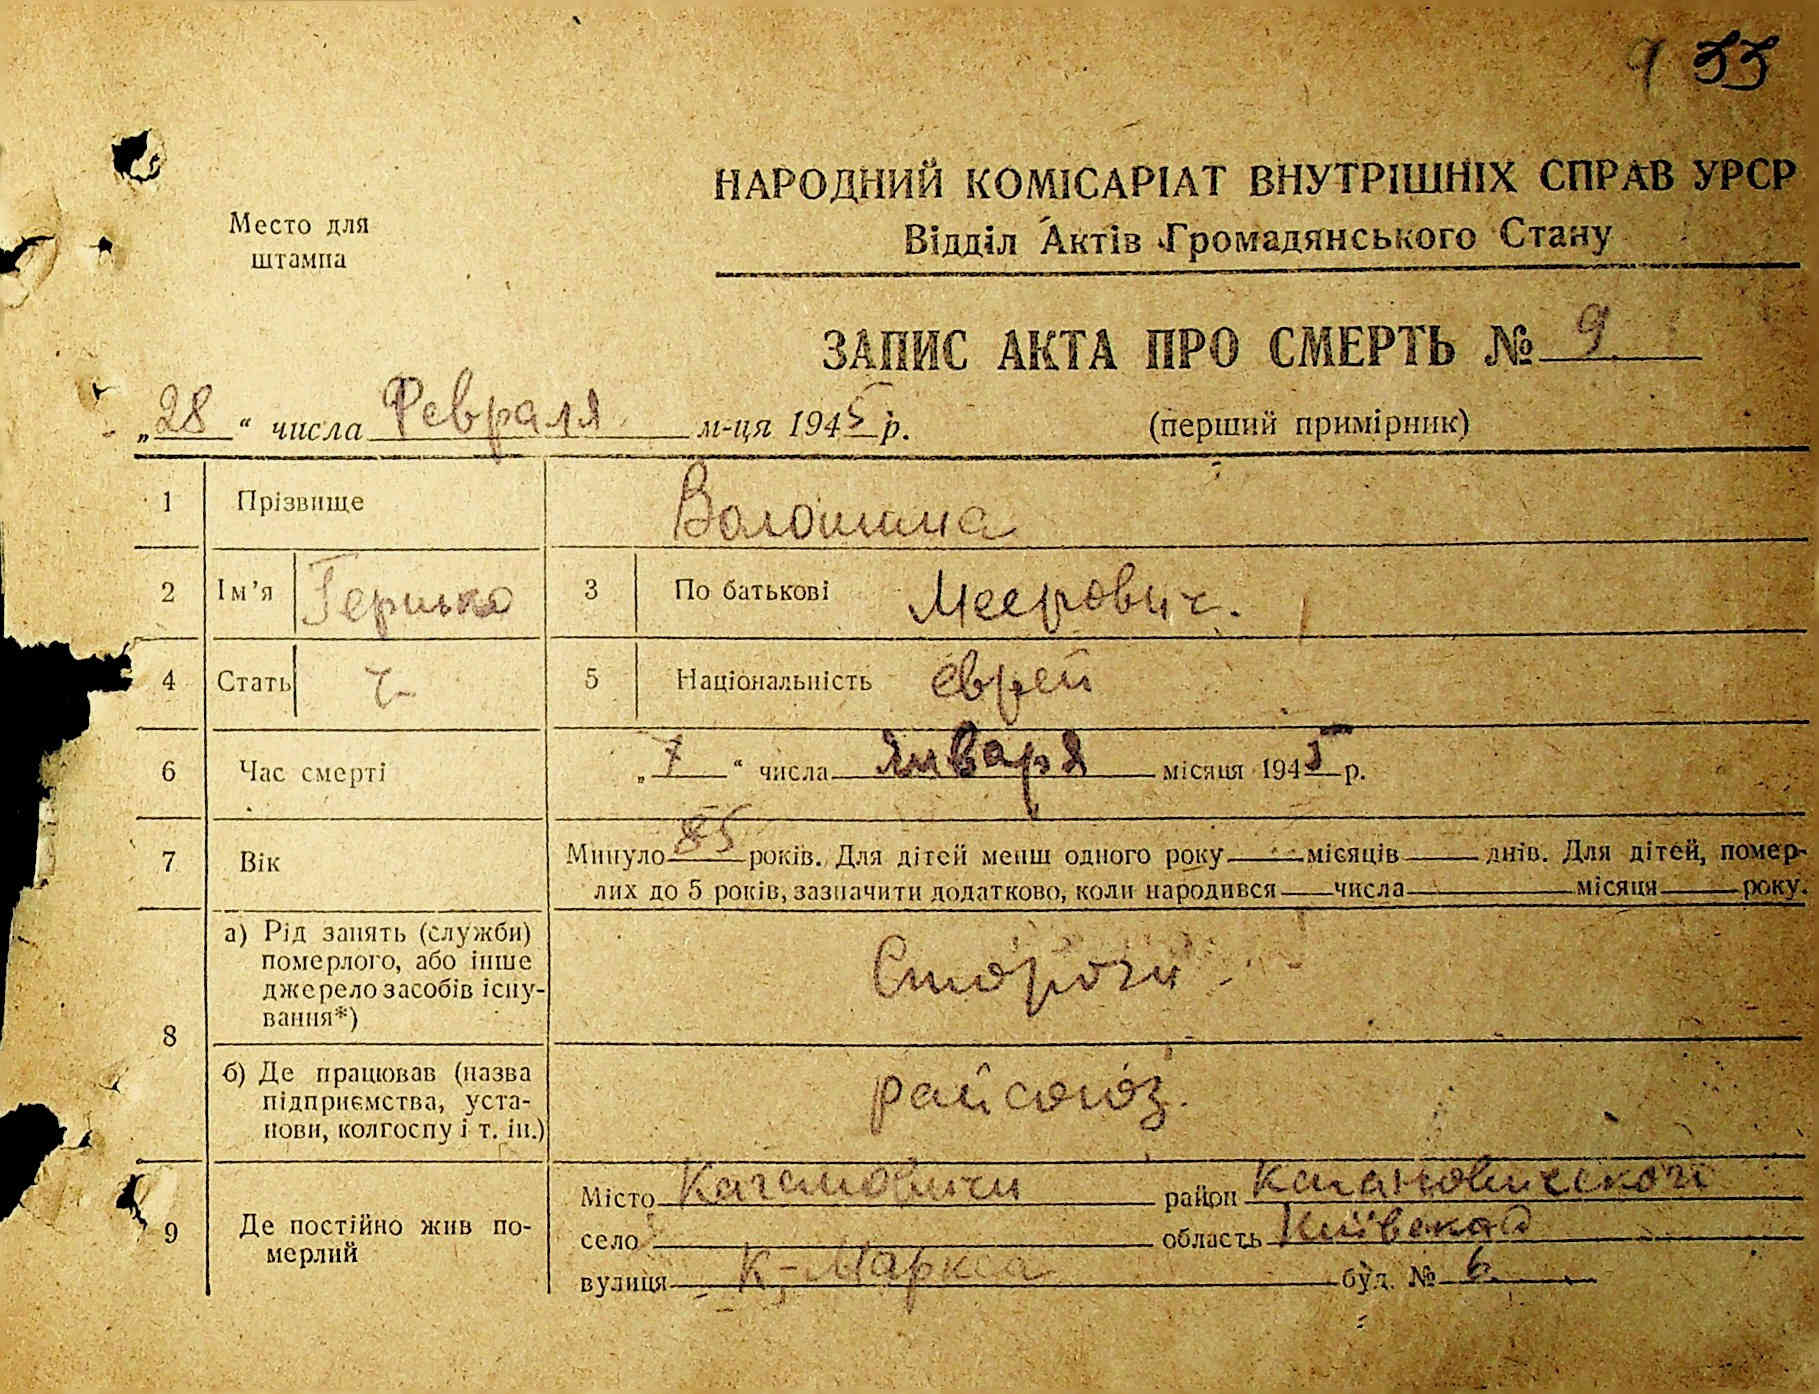 9 33
НАРОДНИЙ КОМІСАРІАТ ВНУТРІШНІХ СПРАВ УРСР
Место для
штампа
Відділ Актів Громадянського Стану
ЗАПИС АКТА ПРО СМЕРТЬ № 9
„28“ числа Февраля м-ця 1945 р. (перший примірник)
1 Прізвище Волошина
2 Ім’я Гершко 3 По батькові Меерович.
4 Стать ч- 5 Національність еврей
6 Час смерті „7“ числа января місяця 1945 р.
7 Вік Минуло 85 років. Для дітей менш одного року місяців днів. Для дітей, помер-
лих до 5 років, зазначити додатково, коли народився числа місяця року.
8 а) Рід занять (служби)
померлого, або інше
джерело засобів існу-
вання*)
Сторож
б) Де працював (назва
підприємства, уста-
нови, колгоспу і т. ін.)
райсоюз.
9 Де постійно жив по-
мерлий
Місто Кагановичи район Кагановичского
село область Київская
вулиця К-Маркса буд. № 6